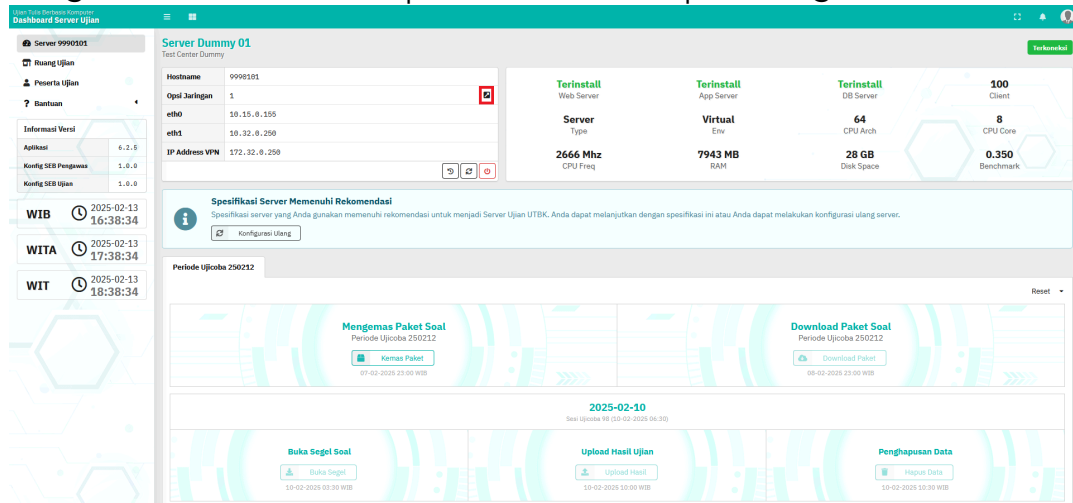 Ujian Tulis Berbasis Komputer
Dashboard Server Ujian
Server 9990101
Ruang Ujian
Peserta Ujian
Bantuan
Informasi Versi
Aplikasi 6.2.5
Konfig SEB Pengawas 1.0.0
Konfig SEB Ujian 1.0.0
WIB 2025-02-13
16:38:34
WITA 2025-02-13
17:38:34
WIT 2025-02-13
18:38:34
Server Dummy 01
Test Center Dummy
Terkoneksi
Hostname 9990101
Opsi Jaringan 1
eth0 10.15.0.155
eth1 10.32.0.250
IP Address VPN 172.32.0.250
Terinstall Terinstall Terinstall 100
Web Server App Server DB Server Client
Server Virtual 64 8
Type Env CPU Arch CPU Core
2666 Mhz 7943 MB 28 GB 0.350
CPU Freq RAM Disk Space Benchmark
Spesifikasi Server Memenuhi Rekomendasi
Spesifikasi server yang Anda gunakan memenuhi rekomendasi untuk menjadi Server Ujian UTBK. Anda dapat melanjutkan dengan spesifikasi ini atau Anda dapat melakukan konfigurasi ulang server.
Konfigurasi Ulang
Periode Ujicoba 250212
Reset
Mengemas Paket Soal
Periode Ujicoba 250212
Kemas Paket
07-02-2025 23:00 WIB
Download Paket Soal
Periode Ujicoba 250212
Download Paket
08-02-2025 23:00 WIB
2025-02-10
Sesi Ujicoba 98 (10-02-2025 06:30)
Buka Segel Soal
Buka Segel
10-02-2025 03:30 WIB
Upload Hasil Ujian
Upload Hasil
10-02-2025 10:00 WIB
Penghapusan Data
Hapus Data
10-02-2025 10:30 WIB